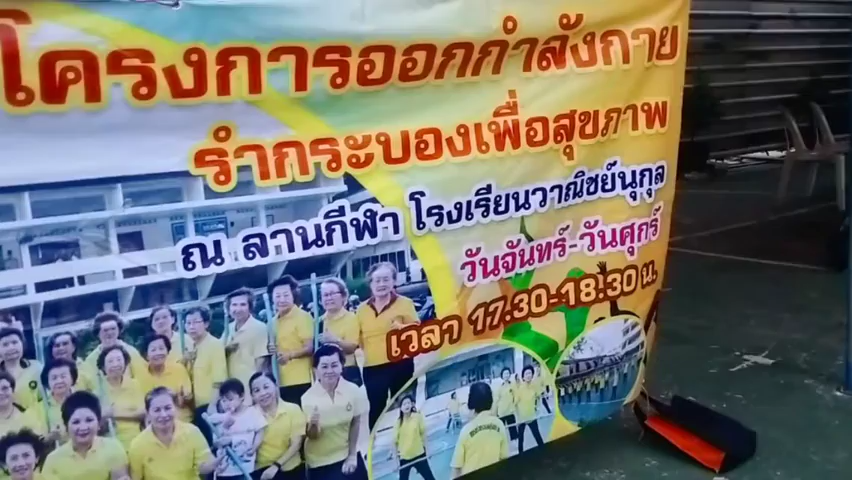 โครงการออกกำลังกาย
รำกระบองเพื่อสุขภาพ
ณ ลานกีฬา โรงเรียนวาณิชย์นุกุล
วันจันทร์-วันศุกร์
เวลา 17.30-18.30 น.